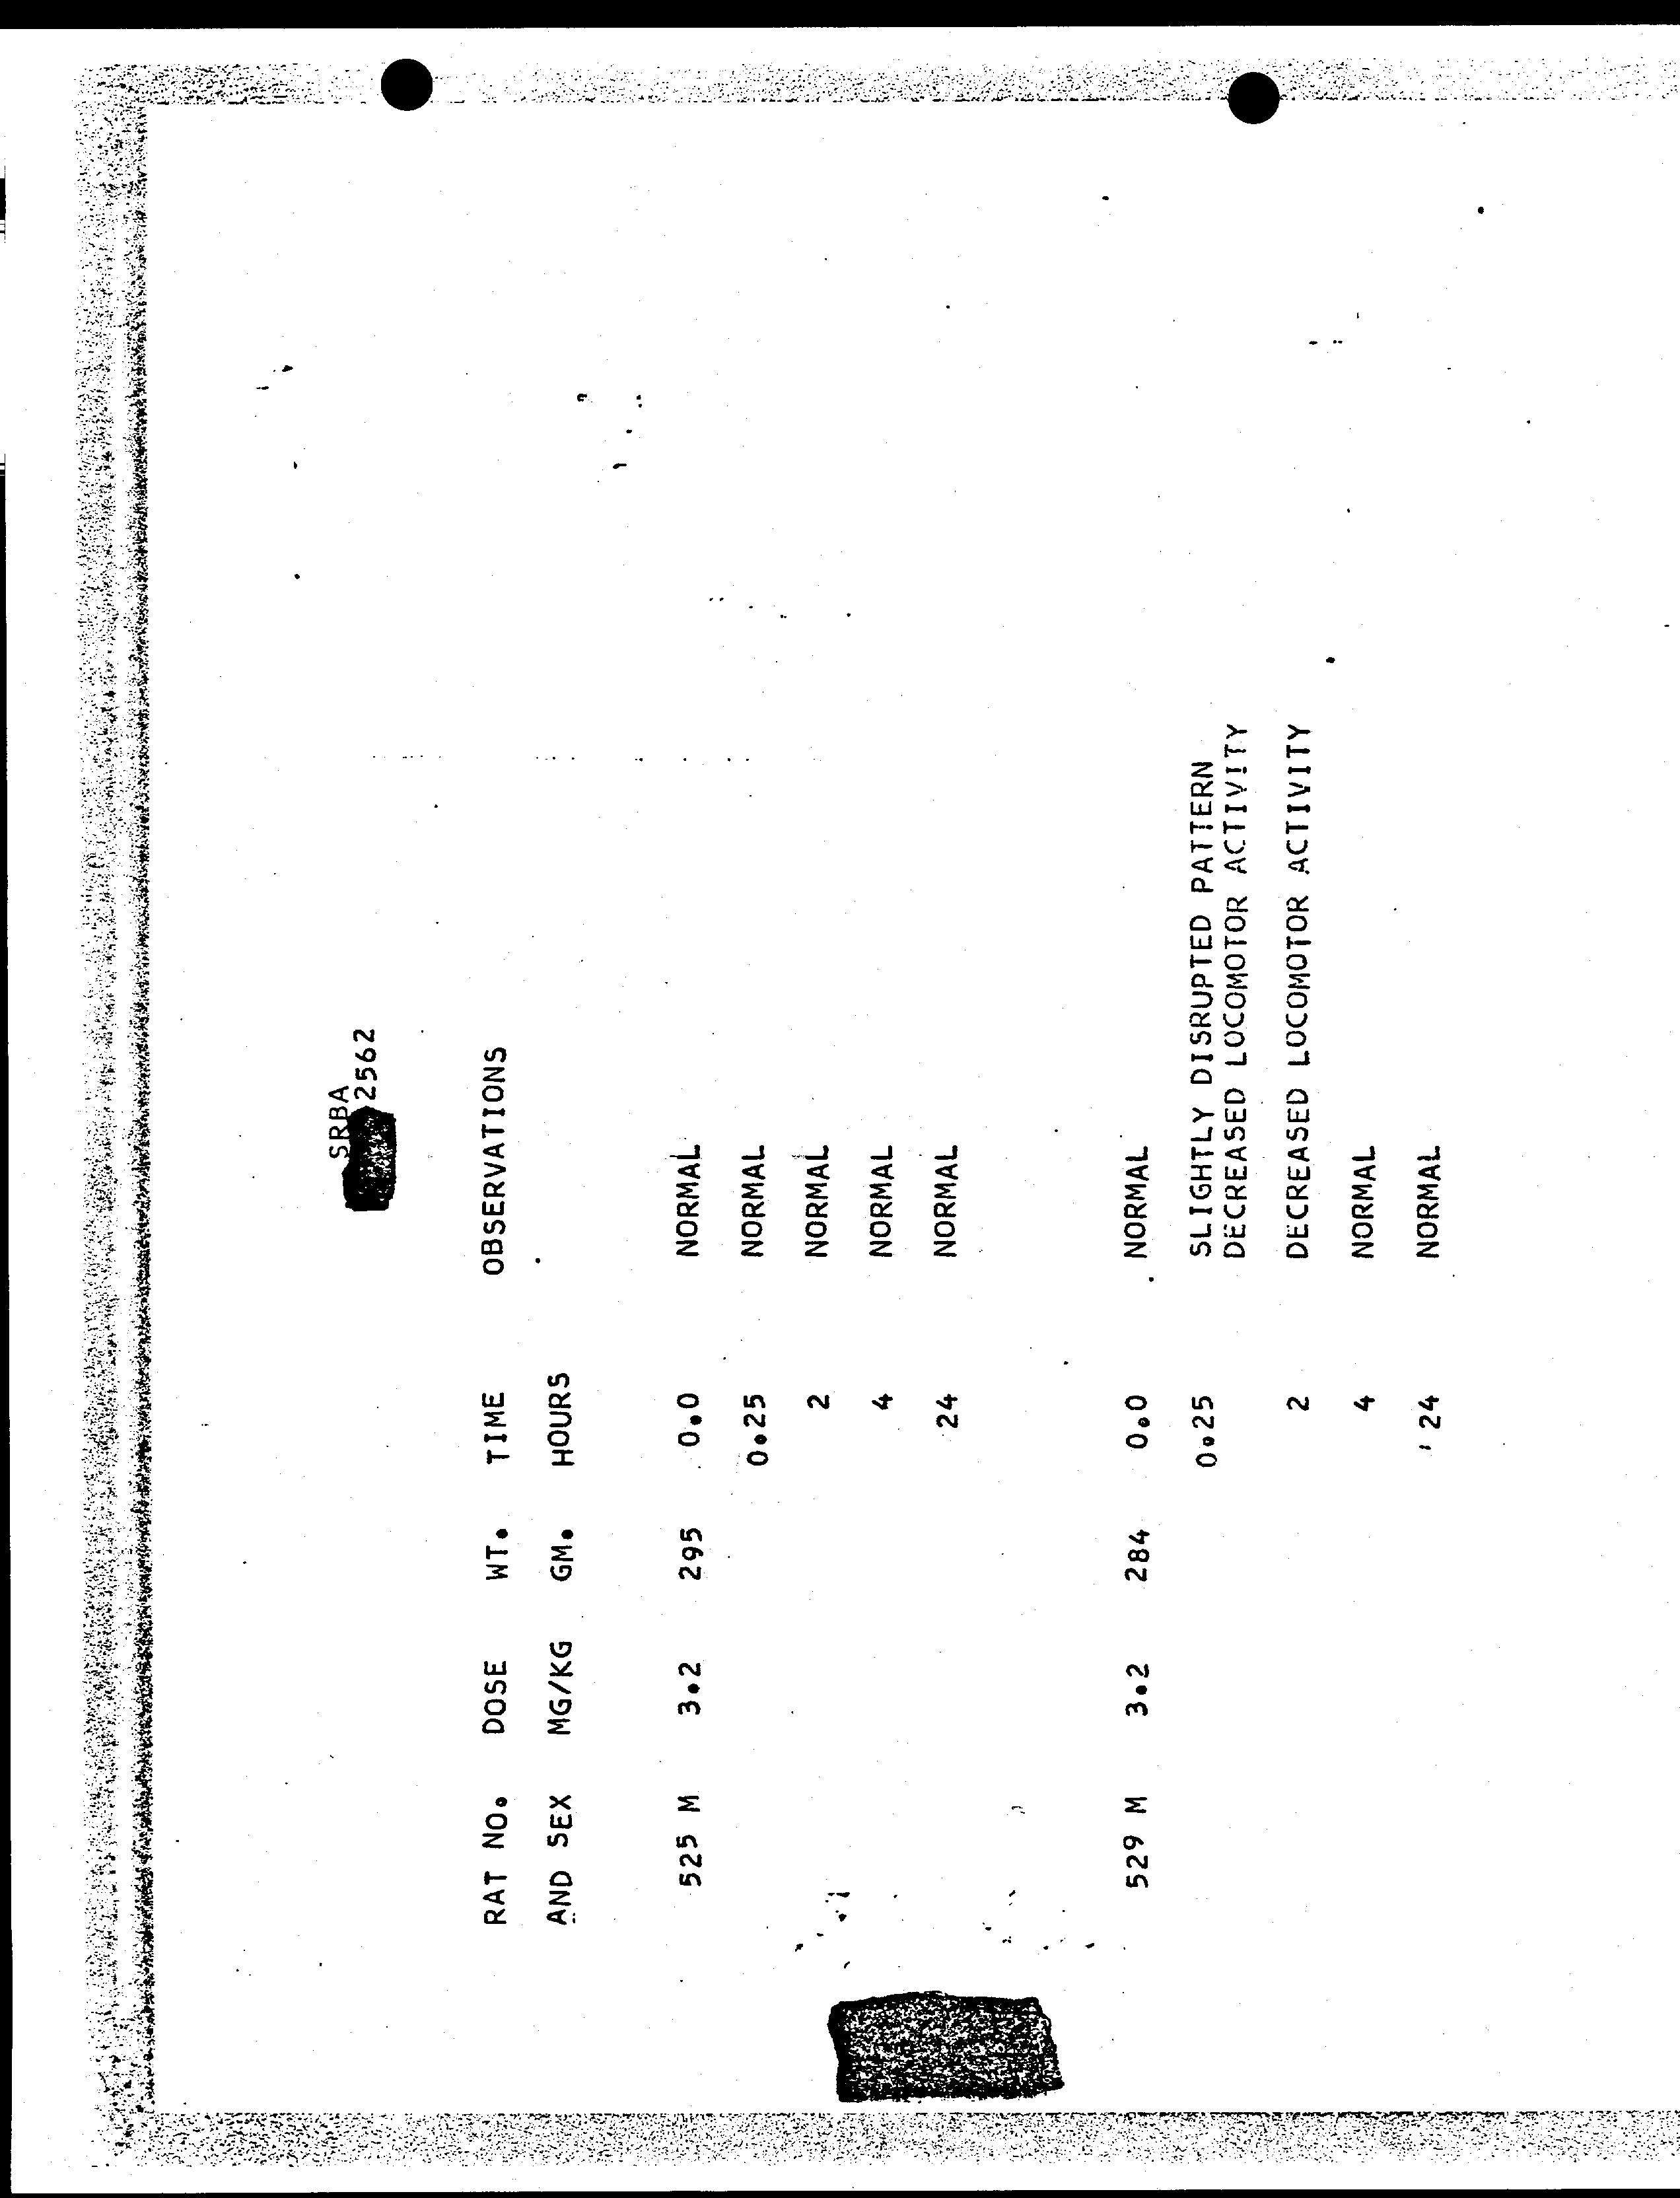 SRBA
2562
RAT NO. DOSE WT. TIME OBSERVATIONS
AND SEX MG/KG GM. HOURS
525 M 3.2 295 0.0 NORMAL
0.25 NORMAL
2 NORMAL
4 NORMAL
24 NORMAL
529 M 3.2 284 0.0 NORMAL
0.25 SLIGHTLY DISRUPTED PATTERN
DECREASED LOCOMOTOR ACTIVITY
2 DECREASED LOCOMOTOR ACTIVITY
4 NORMAL
24 NORMAL